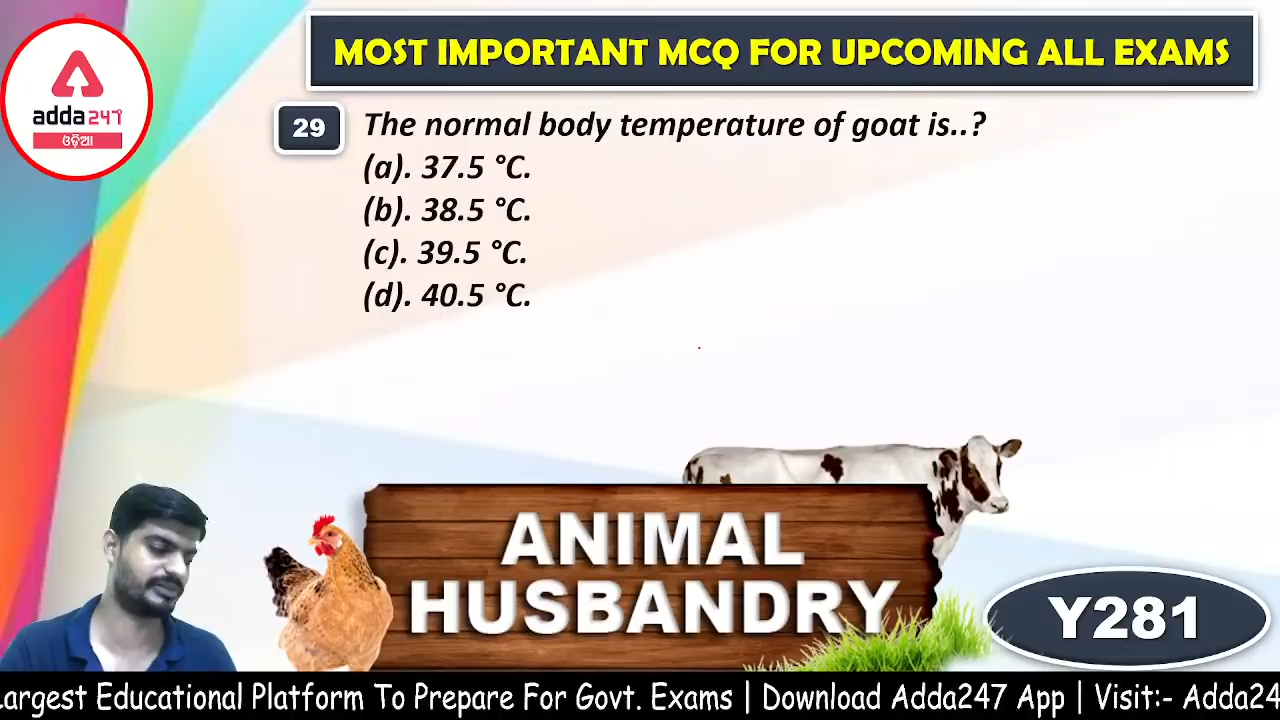 MOST IMPORTANT MCQ FOR UPCOMING ALL EXAMS
adda247
ଓଡ଼ିଆ
29 The normal body temperature of goat is..?
(a). 37.5 °C.
(b). 38.5 °C.
(c). 39.5 °C.
(d). 40.5 °C.
ANIMAL
HUSBANDRY
Y281
Largest Educational Platform To Prepare For Govt. Exams | Download Adda247 App | Visit:- Adda24